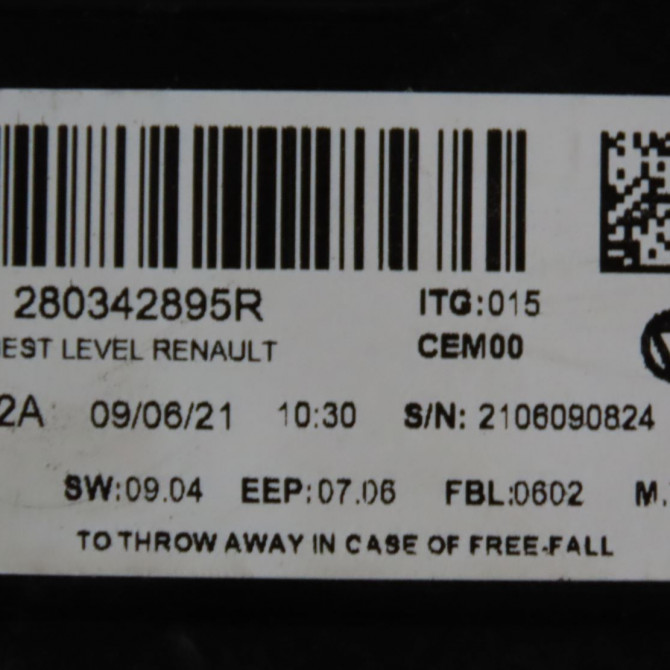 280342895R ITG:015
EST LEVEL RENAULT CEM00
2A 09/06/21 10:30 S/N: 2106090824
SW:09.04 EEP:07.06 FBL:0602 M.
TO THROW AWAY IN CASE OF FREE-FALL